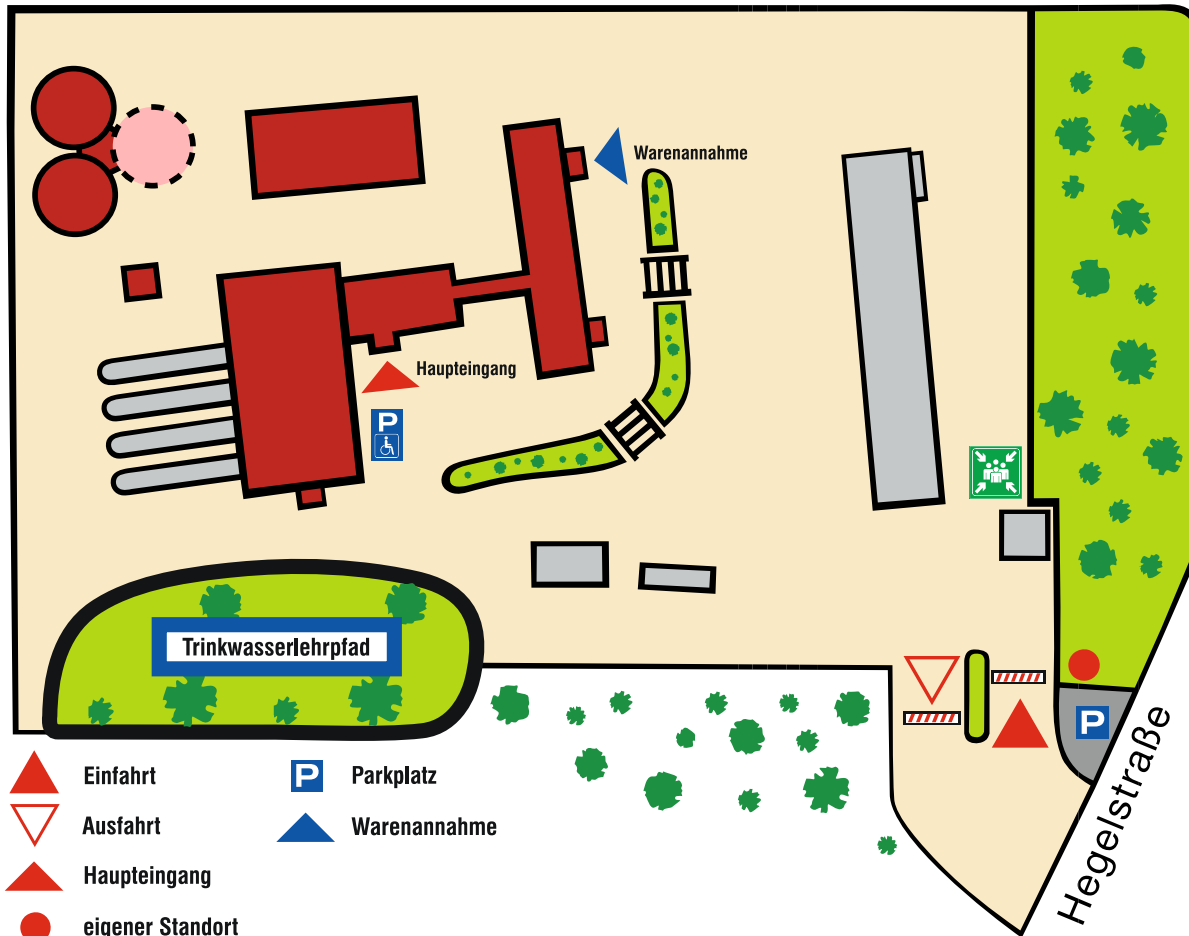 Warenannahme
Haupteingang
P
Trinkwasserlehrpfad
P
Hegelstraße
Einfahrt
P Parkplatz
Ausfahrt
Warenannahme
Haupteingang
eigener Standort